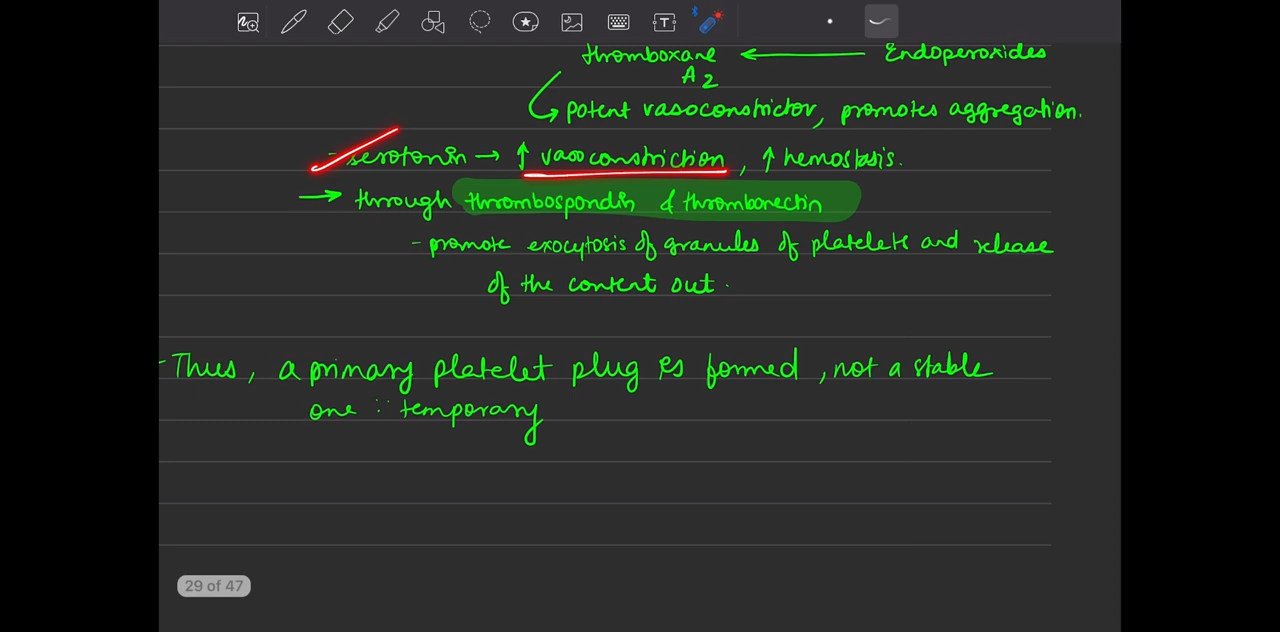 thromboxane ← Endoperoxides
A2
↳ potent vasoconstrictor, promotes aggregation.
- serotonin → ↑ vasoconstriction, ↑ hemostasis.
→ through thrombospondin & thrombonectin
- promote exocytosis of granules of platelets and release
of the content out.
- Thus, a primary platelet plug is formed, not a stable
one ∵ temporary
29 of 47